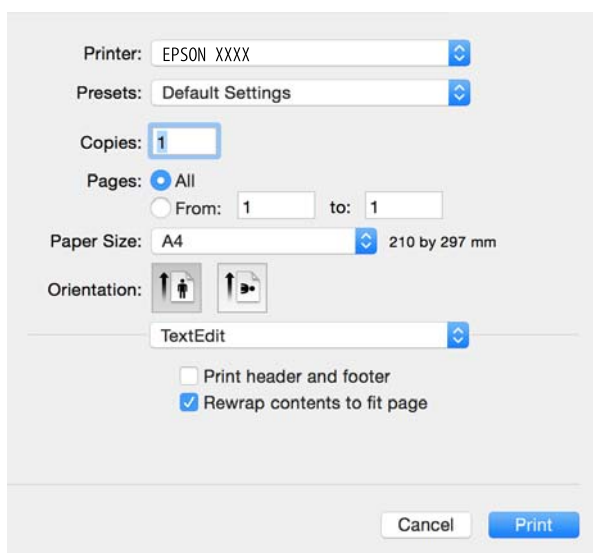 Printer: EPSON XXXX
Presets: Default Settings
Copies: 1
Pages: All
From: 1 to: 1
Paper Size: A4 210 by 297 mm
Orientation:
TextEdit
Print header and footer
Rewrap contents to fit page
Cancel Print